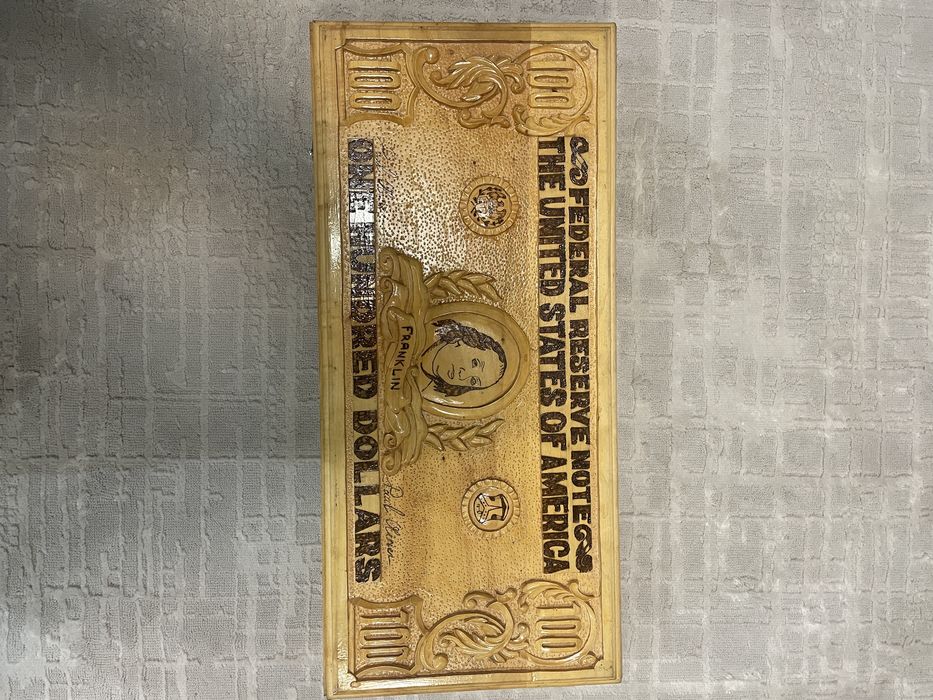 FEDERAL RESERVE NOTE
THE UNITED STATES OF AMERICA
100 100
FRANKLIN
100 100
ONE HUNDRED DOLLARS